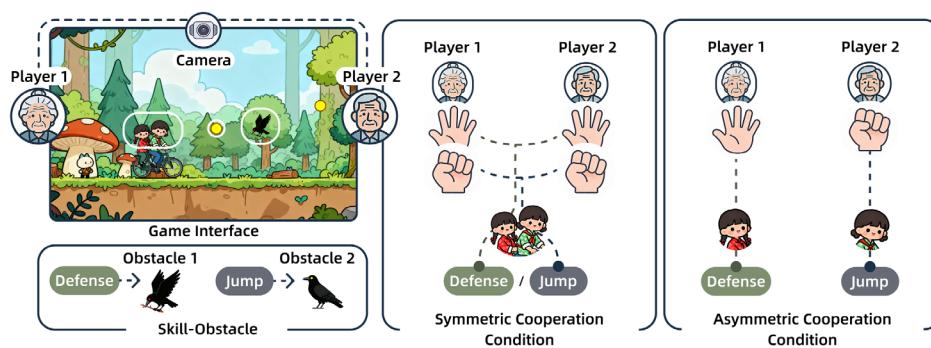 Camera
Player 1
Player 2
Game Interface
Defense
Obstacle 1
Jump
Obstacle 2
Skill-Obstacle
Player 1
Player 2
Defense / Jump
Symmetric Cooperation
Condition
Player 1
Player 2
Defense
Jump
Asymmetric Cooperation
Condition